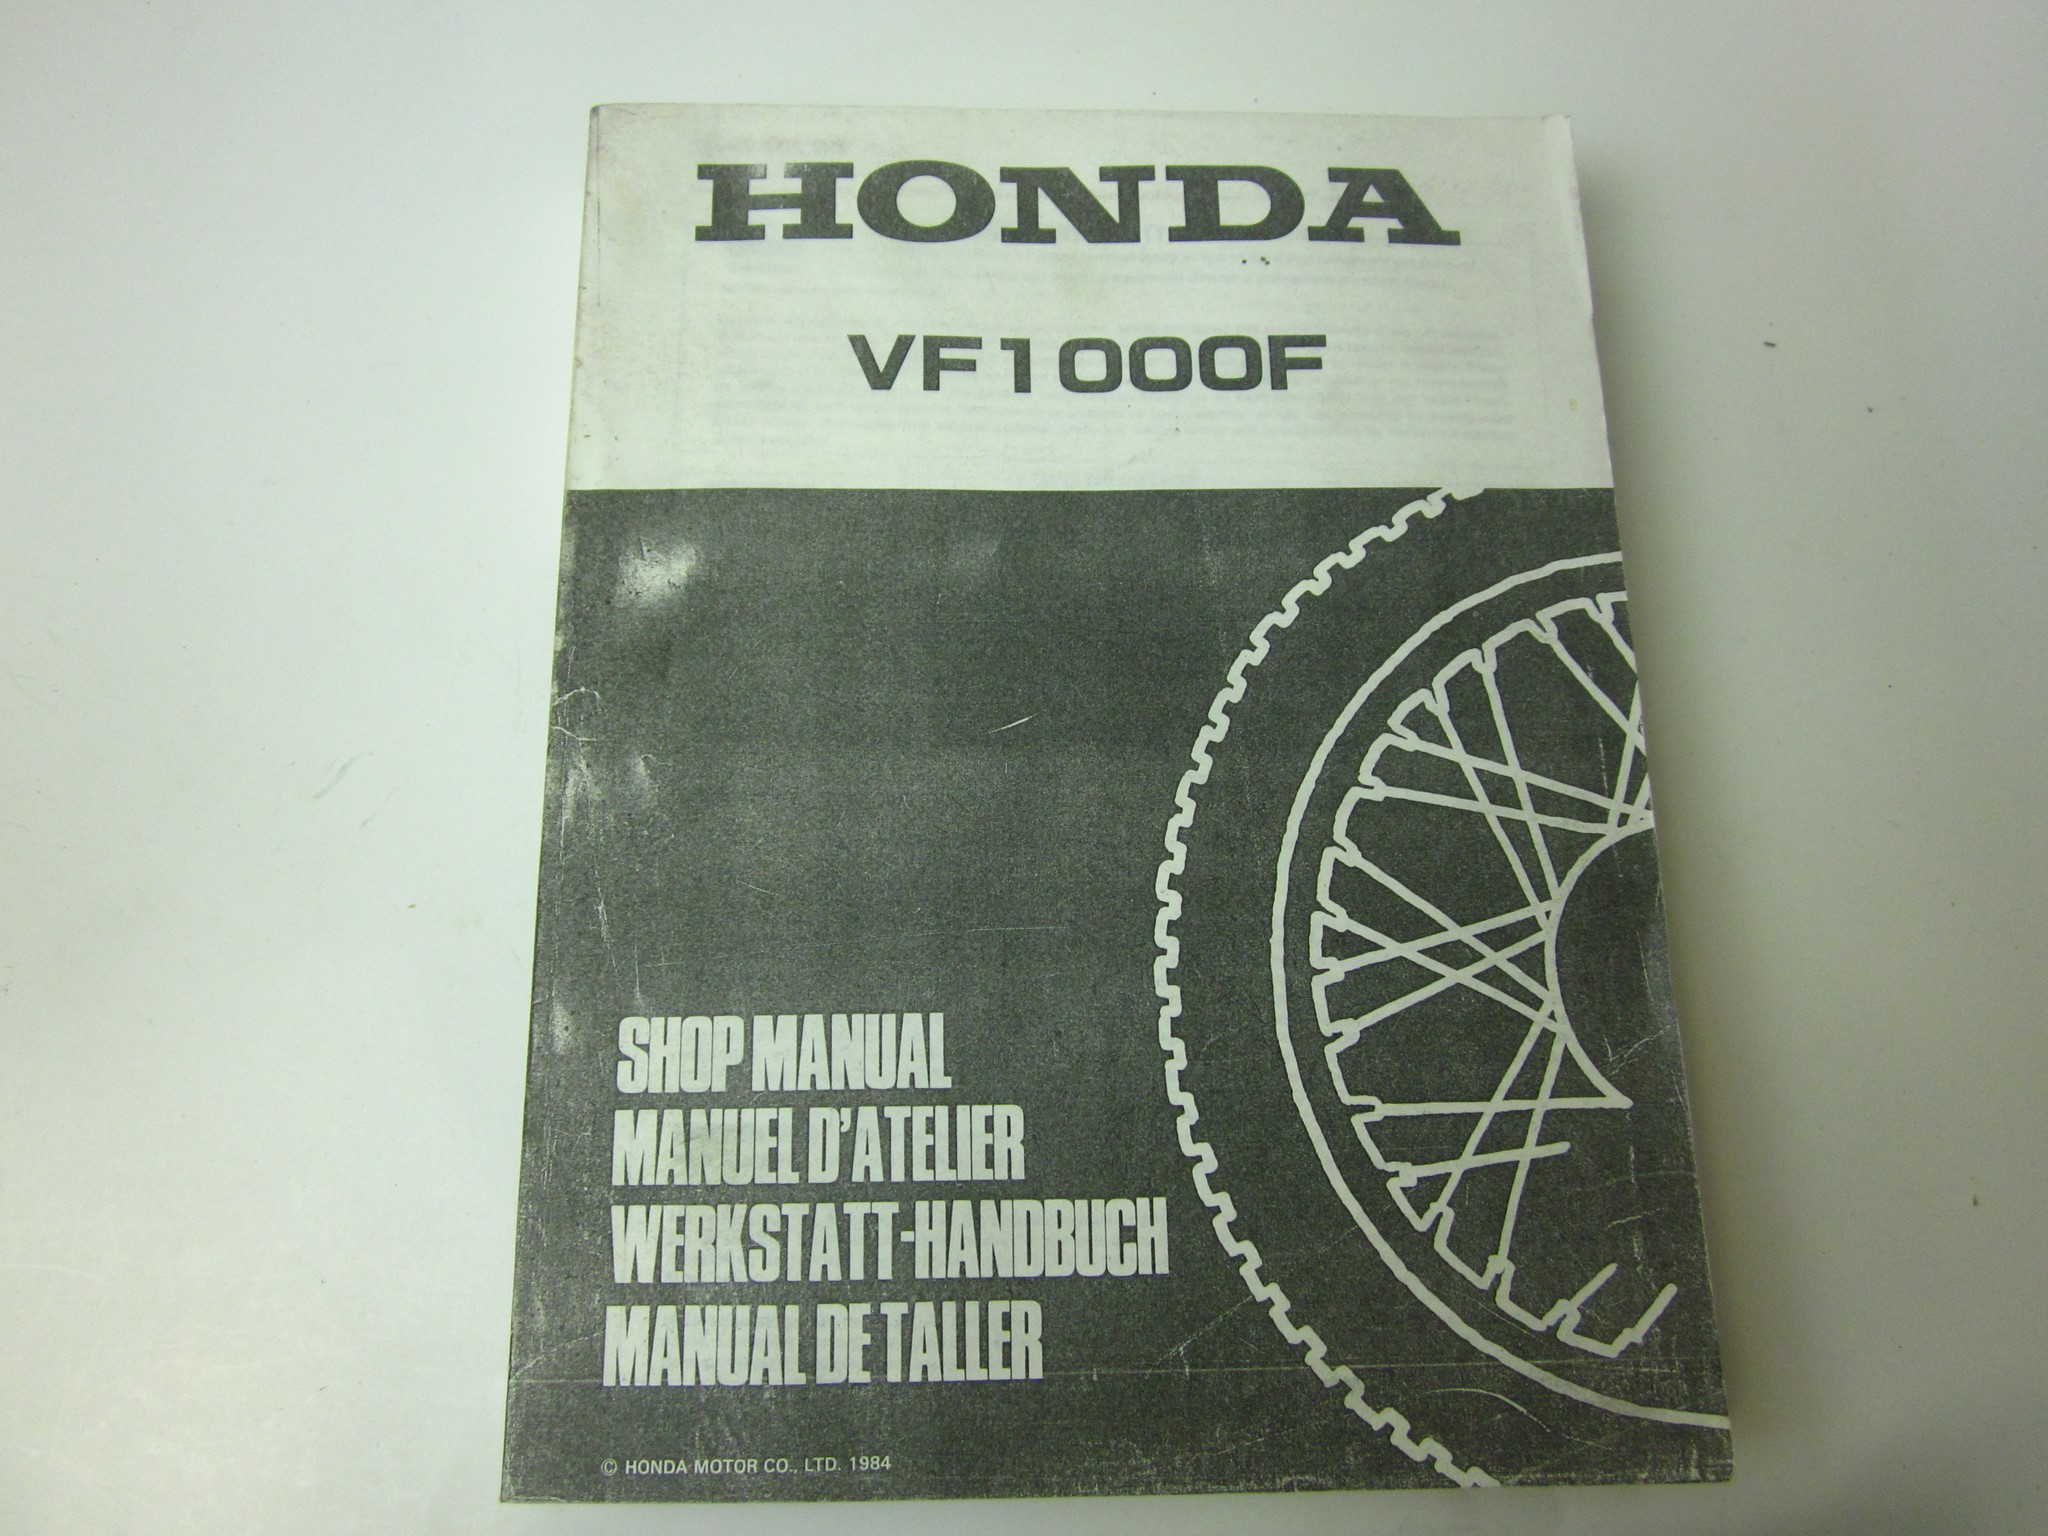 HONDA
VF1000F
SHOP MANUAL
MANUEL D'ATELIER
WERKSTATT-HANDBUCH
MANUAL DE TALLER
© HONDA MOTOR CO., LTD. 1984